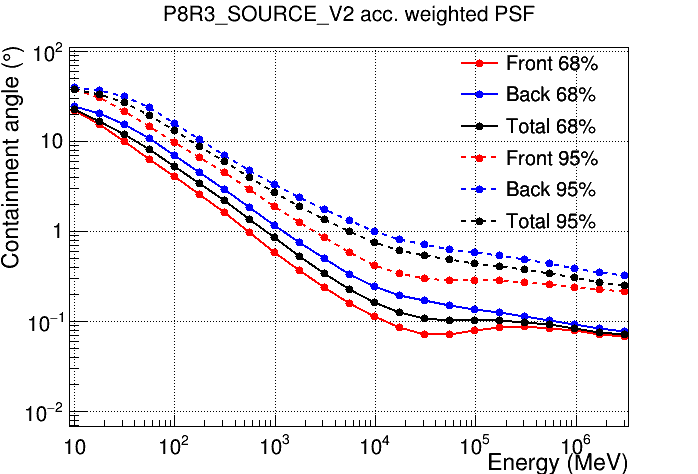 P8R3_SOURCE_V2 acc. weighted PSF
Containment angle (°)
10²
10
1
10⁻¹
10⁻²
Front 68%
Back 68%
Total 68%
Front 95%
Back 95%
Total 95%
10 10² 10³ 10⁴ 10⁵ 10⁶
Energy (MeV)